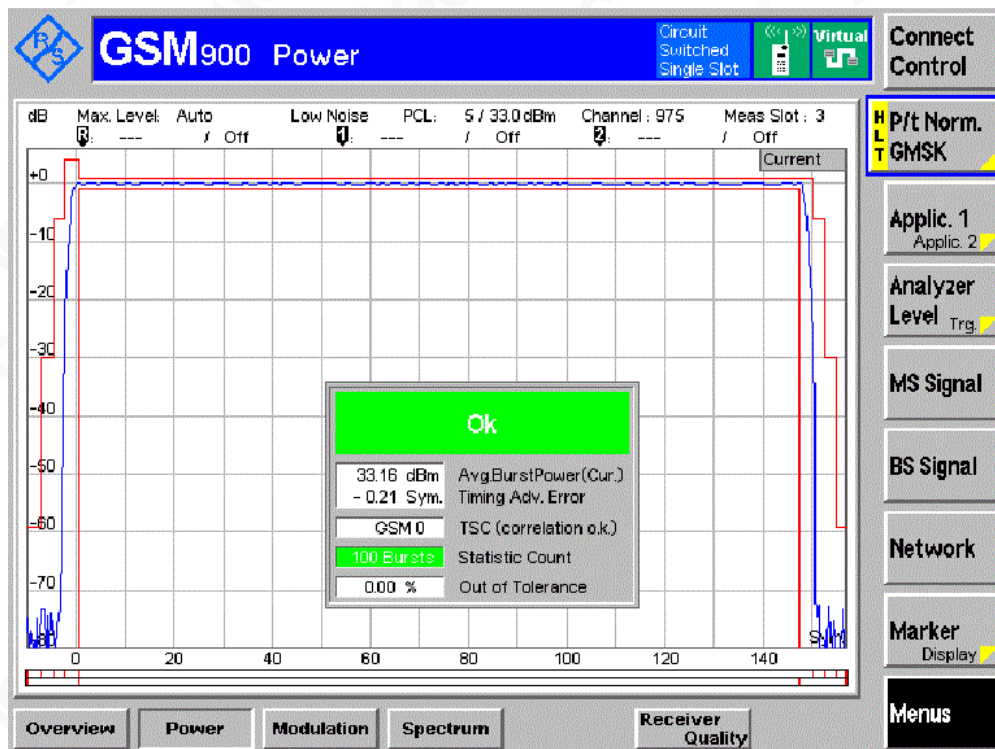 R/S
GSM900 Power
Circuit
Switched
Single Slot
Virtual
Connect
Control
dB Max. Level: Auto Low Noise PCL: 5 / 33.0 dBm Channel : 975 Meas Slot : 3
R: --- / Off 1: --- / Off 2: --- / Off
Current
HLT
P/t Norm.
GMSK
Applic. 1
Applic. 2
Analyzer
Level Trg.
MS Signal
BS Signal
Network
Marker
Display
Menus
+0
-10
-20
-30
-40
-50
-60
-70
-80
Ok
33.16 dBm Avg.BurstPower(Cur.)
- 0.21 Sym. Timing Adv. Error
GSM 0 TSC (correlation o.k.)
100 Bursts Statistic Count
0.00 % Out of Tolerance
0 20 40 60 80 100 120 140
Overview Power Modulation Spectrum Receiver
Quality